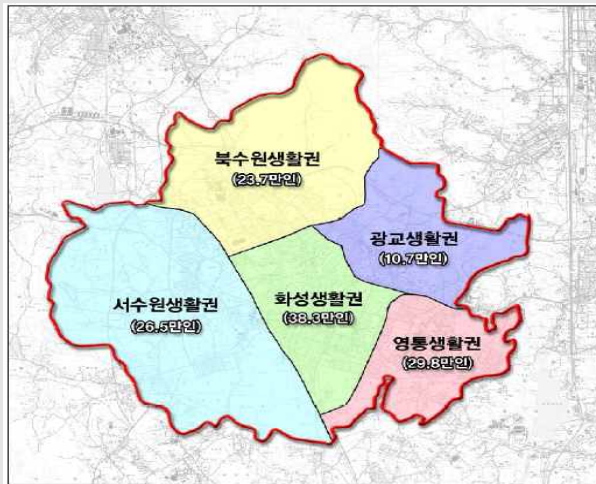 북수원생활권
(23.7만인)
광교생활권
(10.7만인)
서수원생활권
(26.5만인)
화성생활권
(38.3만인)
영통생활권
(29.8만인)